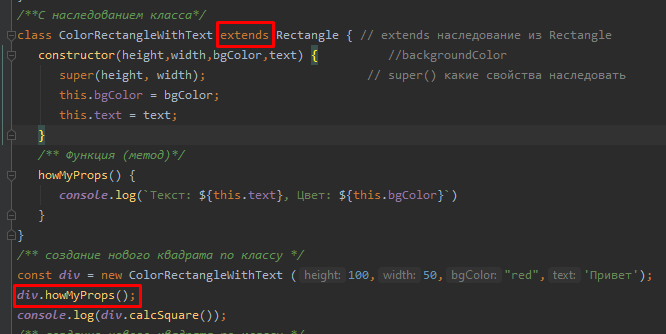 /**С наследованием класса*/
class ColorRectangleWithText extends Rectangle { // extends наследование из Rectangle
constructor(height,width,bgColor,text) { //backgroundColor
super(height, width); // super() какие свойства наследовать
this.bgColor = bgColor;
this.text = text;
}
/** Функция (метод)*/
howMyProps() {
console.log(`Текст: ${this.text}, Цвет: ${this.bgColor}`)
}
}
/** создание нового квадрата по классу */
const div = new ColorRectangleWithText ( height: 100, width: 50, bgColor: "red", text: 'Привет');
div.howMyProps();
console.log(div.calcSquare());